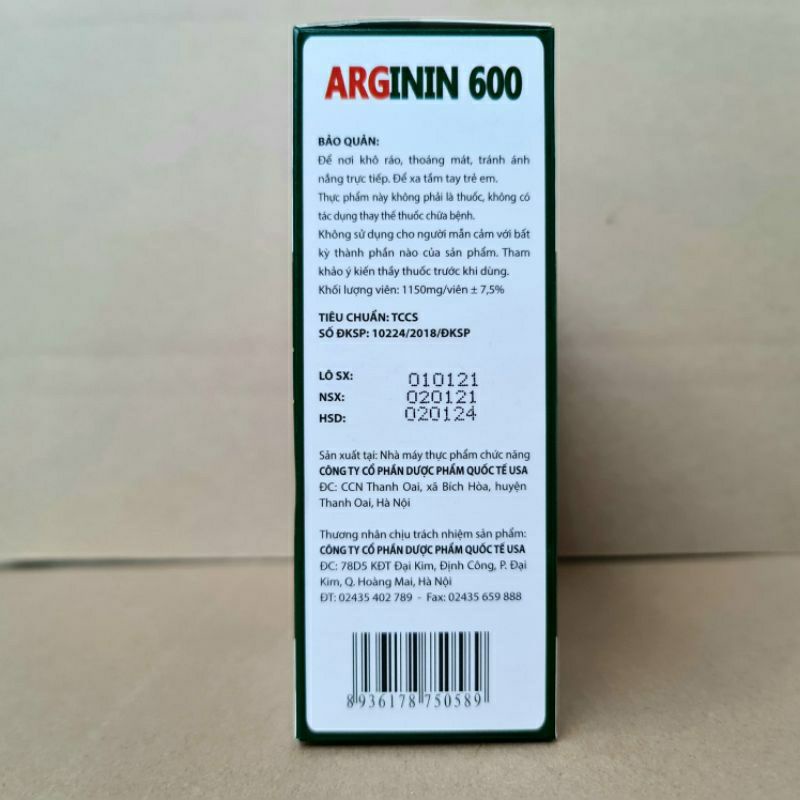 ARGININ 600
BẢO QUẢN:
Để nơi khô ráo, thoáng mát, tránh ánh
nắng trực tiếp. Để xa tầm tay trẻ em.
Thực phẩm này không phải là thuốc, không có
tác dụng thay thế thuốc chữa bệnh.
Không sử dụng cho người mẫn cảm với bất
kỳ thành phần nào của sản phẩm. Tham
khảo ý kiến thầy thuốc trước khi dùng.
Khối lượng viên: 1150mg/viên ± 7,5%
TIÊU CHUẨN: TCCS
SỐ ĐKSP: 10224/2018/ĐKSP
LÔ SX: 010121
NSX: 020121
HSD: 020124
Sản xuất tại: Nhà máy thực phẩm chức năng
CÔNG TY CỔ PHẦN DƯỢC PHẨM QUỐC TẾ USA
ĐC: CCN Thanh Oai, xã Bích Hòa, huyện
Thanh Oai, Hà Nội
Thương nhân chịu trách nhiệm sản phẩm:
CÔNG TY CỔ PHẦN DƯỢC PHẨM QUỐC TẾ USA
ĐC: 78D5 KĐT Đại Kim, Định Công, P. Đại
Kim, Q. Hoàng Mai, Hà Nội
ĐT: 02435 402 789 - Fax: 02435 659 888
8 936178 750589